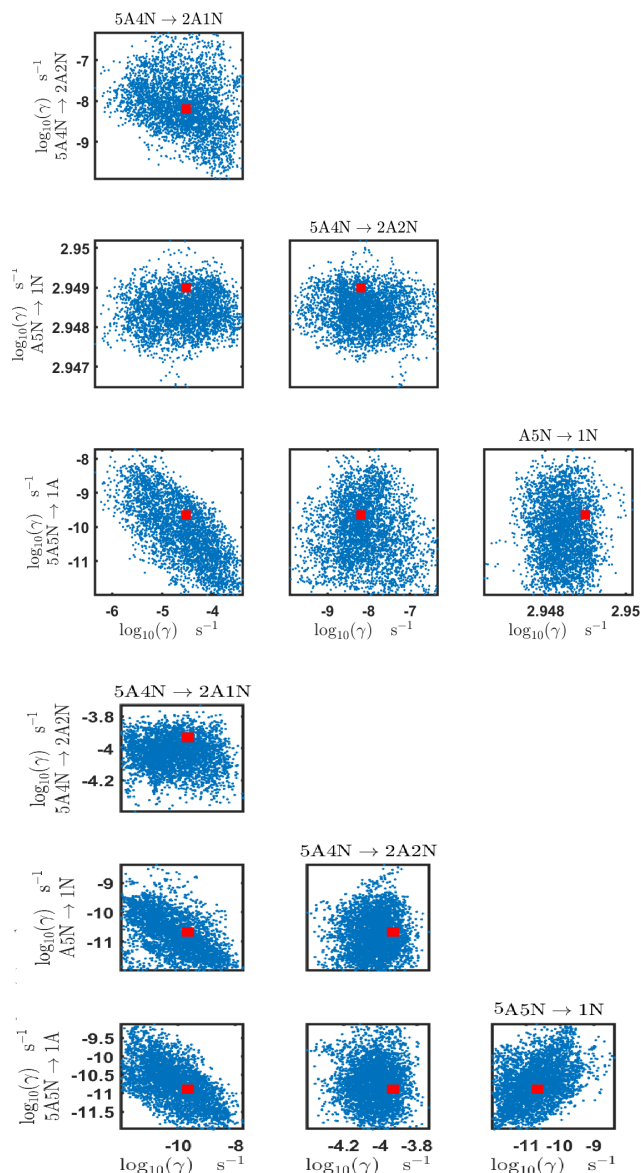 5A4N → 2A1N
log₁₀(γ) s⁻¹
5A4N → 2A2N
-7
-8
-9
5A4N → 2A2N
log₁₀(γ) s⁻¹
A5N → 1N
2.95
2.949
2.948
2.947
A5N → 1N
log₁₀(γ) s⁻¹
5A5N → 1A
-8
-9
-10
-11
-6 -5 -4
-9 -8 -7
2.948 2.95
log₁₀(γ) s⁻¹ log₁₀(γ) s⁻¹ log₁₀(γ) s⁻¹
5A4N → 2A1N
log₁₀(γ) s⁻¹
5A4N → 2A2N
-3.8
-4
-4.2
5A4N → 2A2N
log₁₀(γ) s⁻¹
A5N → 1N
-9
-10
-11
5A5N → 1N
log₁₀(γ) s⁻¹
5A5N → 1A
-9.5
-10
-10.5
-11
-11.5
-10 -8
-4.2 -4 -3.8
-11 -10 -9
log₁₀(γ) s⁻¹ log₁₀(γ) s⁻¹ log₁₀(γ) s⁻¹